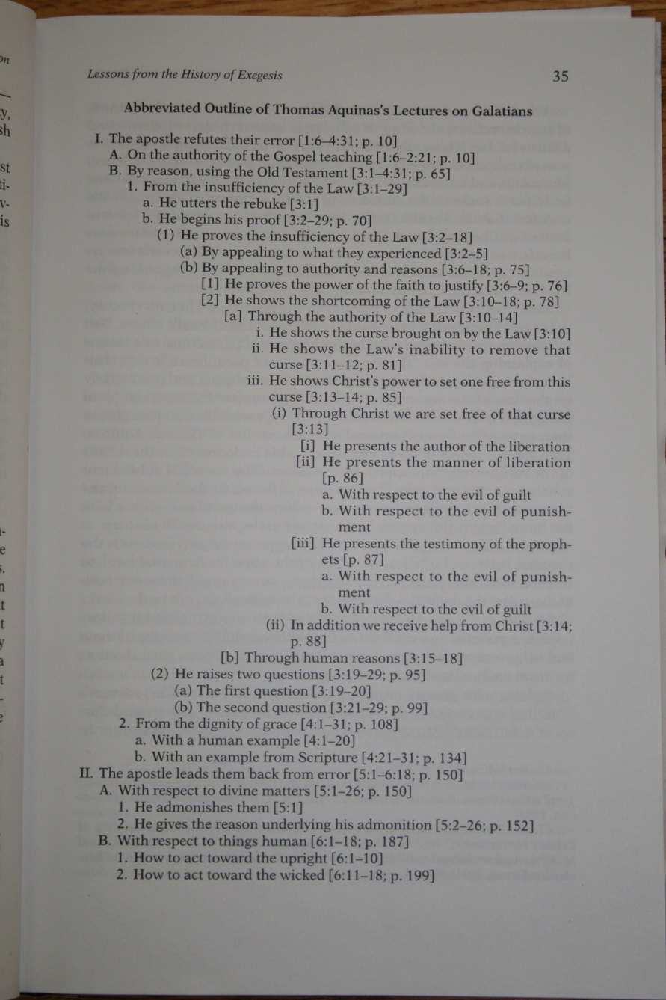 Lessons from the History of Exegesis 35
Abbreviated Outline of Thomas Aquinas's Lectures on Galatians
I. The apostle refutes their error [1:6–4:31; p. 10]
A. On the authority of the Gospel teaching [1:6–2:21; p. 10]
B. By reason, using the Old Testament [3:1–4:31; p. 65]
1. From the insufficiency of the Law [3:1–29]
a. He utters the rebuke [3:1]
b. He begins his proof [3:2–29; p. 70]
(1) He proves the insufficiency of the Law [3:2–18]
(a) By appealing to what they experienced [3:2–5]
(b) By appealing to authority and reasons [3:6–18; p. 75]
[1] He proves the power of the faith to justify [3:6–9; p. 76]
[2] He shows the shortcoming of the Law [3:10–18; p. 78]
[a] Through the authority of the Law [3:10–14]
i. He shows the curse brought on by the Law [3:10]
ii. He shows the Law's inability to remove that
curse [3:11–12; p. 81]
iii. He shows Christ's power to set one free from this
curse [3:13–14; p. 85]
(i) Through Christ we are set free of that curse
[3:13]
[i] He presents the author of the liberation
[ii] He presents the manner of liberation
[p. 86]
a. With respect to the evil of guilt
b. With respect to the evil of punish-
ment
[iii] He presents the testimony of the proph-
ets [p. 87]
a. With respect to the evil of punish-
ment
b. With respect to the evil of guilt
(ii) In addition we receive help from Christ [3:14;
p. 88]
[b] Through human reasons [3:15–18]
(2) He raises two questions [3:19–29; p. 95]
(a) The first question [3:19–20]
(b) The second question [3:21–29; p. 99]
2. From the dignity of grace [4:1–31; p. 108]
a. With a human example [4:1–20]
b. With an example from Scripture [4:21–31; p. 134]
II. The apostle leads them back from error [5:1–6:18; p. 150]
A. With respect to divine matters [5:1–26; p. 150]
1. He admonishes them [5:1]
2. He gives the reason underlying his admonition [5:2–26; p. 152]
B. With respect to things human [6:1–18; p. 187]
1. How to act toward the upright [6:1–10]
2. How to act toward the wicked [6:11–18; p. 199]